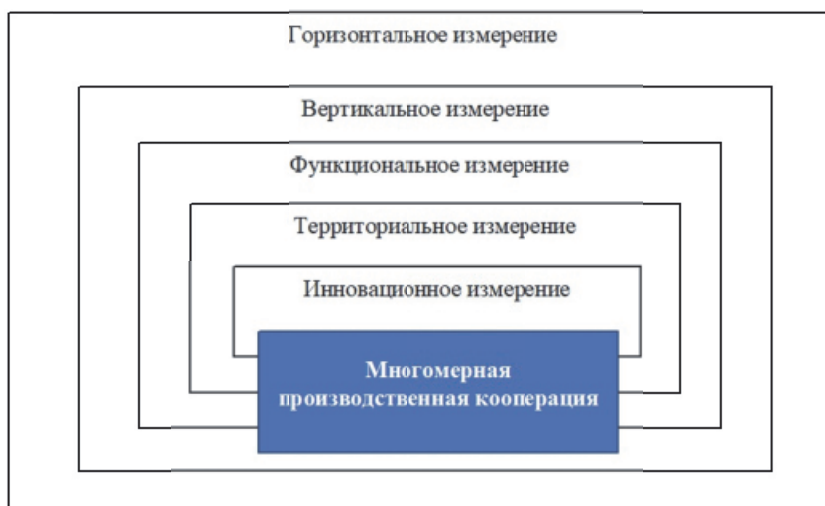 Горизонтальное измерение
Вертикальное измерение
Функциональное измерение
Территориальное измерение
Инновационное измерение
Многомерная
производственная кооперация